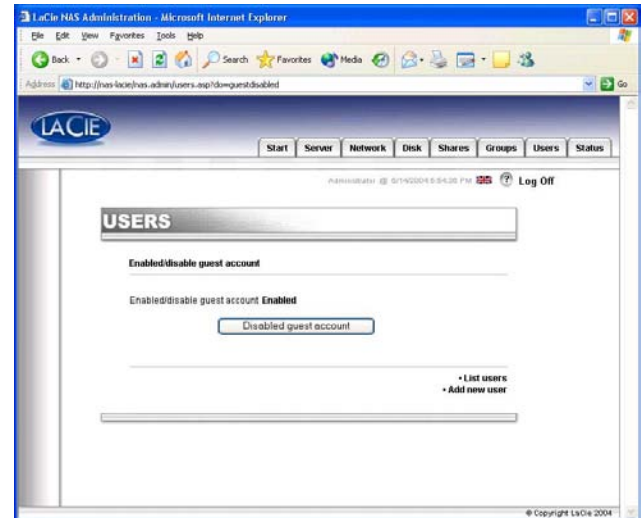 LaCie NAS Administration - Microsoft Internet Explorer
File Edit View Favorites Tools Help
Back Search Favorites Media
Address http://nas-lacie/nas.admin/users.asp?do=guestdisabled Go
LACIE
Start Server Network Disk Shares Groups Users Status
Administrator @ PM Log Off
USERS
Enabled/disable guest account
Enabled/disable guest account Enabled
Disabled guest account
• List users
• Add new user
© Copyright LaCie 2004